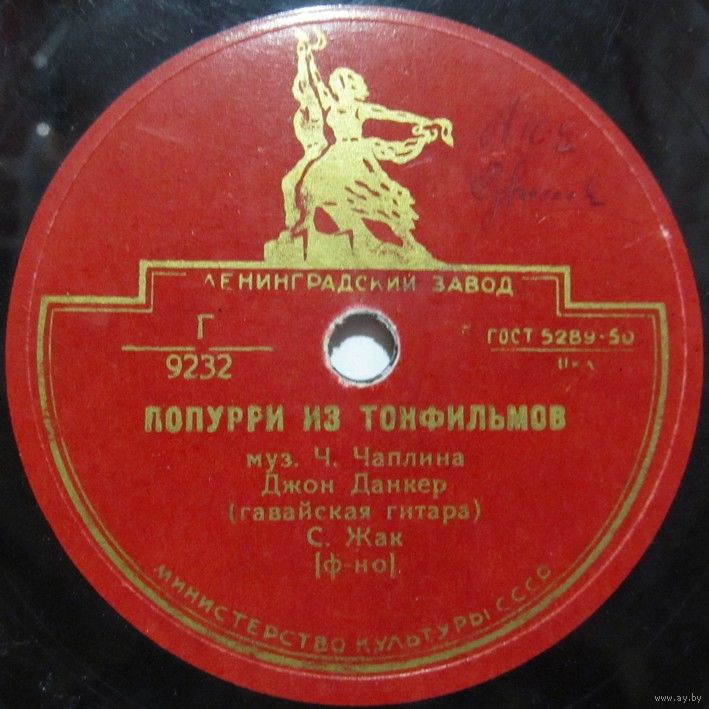 ЛЕНИНГРАДСКИЙ ЗАВОД
Г
9232
ГОСТ 5289-50
ПОПУРРИ ИЗ ТОНФИЛЬМОВ
муз. Ч. Чаплина
Джон Данкер
(гавайская гитара)
С. Жак
[ф-но]
МИНИСТЕРСТВО КУЛЬТУРЫ СССР
www.ay.by